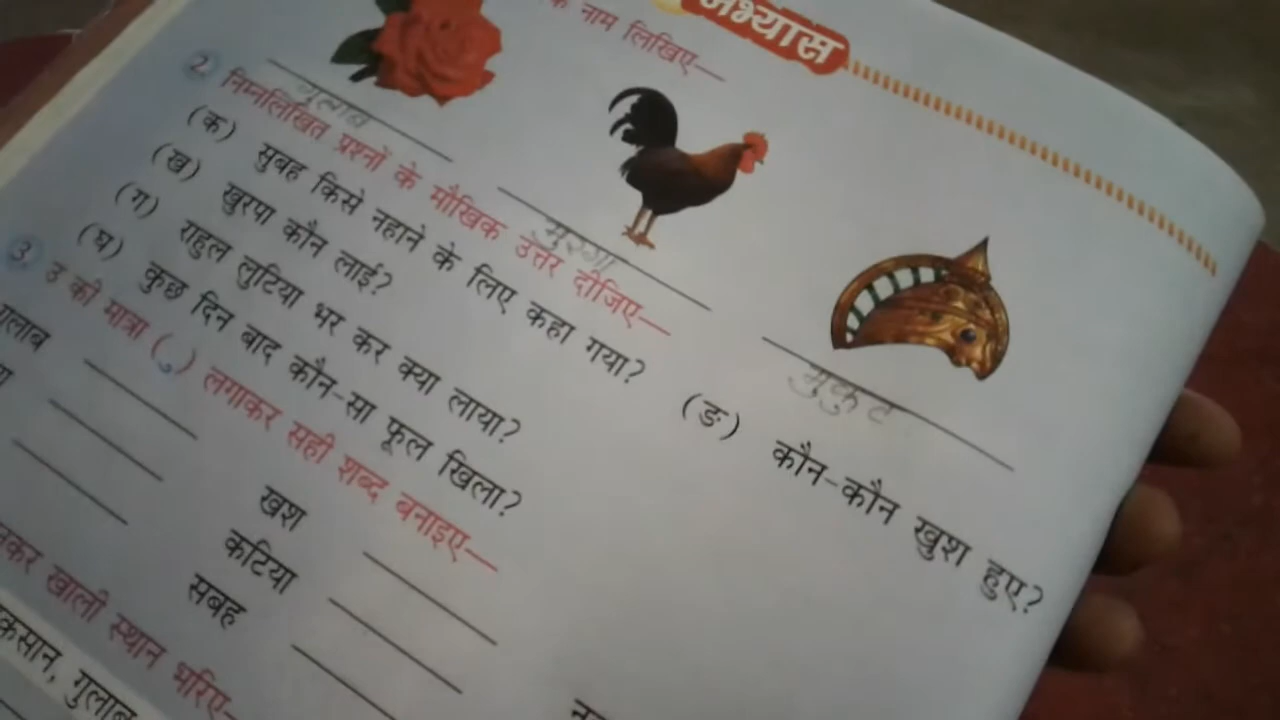 अभ्यास
के नाम लिखिए—
गुलाब
मुरगा
मुकुट
2. निम्नलिखित प्रश्नों के मौखिक उत्तर दीजिए—
(क) सुबह किसे नहाने के लिए कहा गया?
(ख) खुरपा कौन लाई?
(ग) राहुल लुटिया भर कर क्या लाया?
(घ) कुछ दिन बाद कौन-सा फूल खिला?
(ङ) कौन-कौन खुश हुए?
3. उ की मात्रा ( ु ) लगाकर सही शब्द बनाइए—
गलाब
खश
कटिया
सबह
खाली स्थान भरिए—
गुलाब